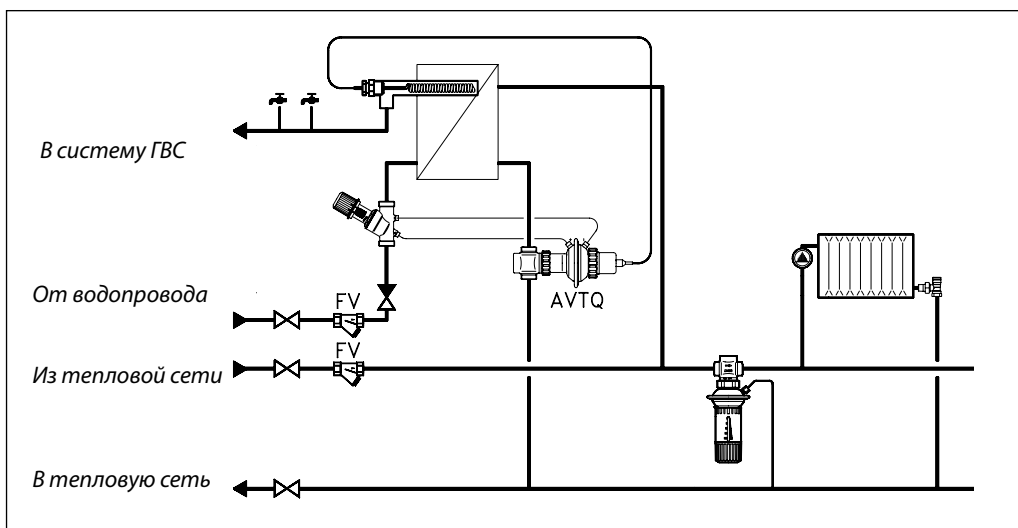 В систему ГВС
От водопровода
FV
AVTQ
FV
Из тепловой сети
В тепловую сеть